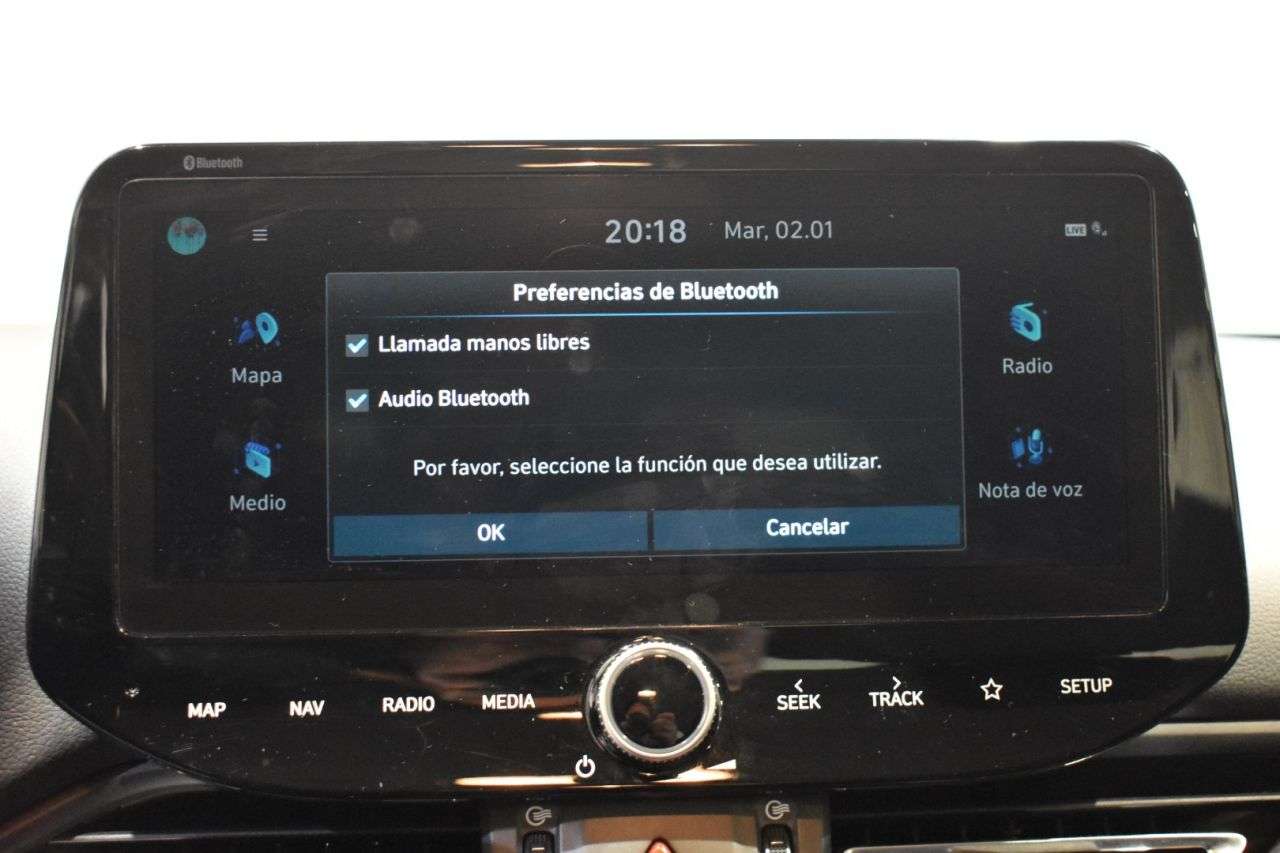 Bluetooth
20:18 Mar, 02.01 LIVE
Preferencias de Bluetooth
Llamada manos libres
Audio Bluetooth
Por favor, seleccione la función que desea utilizar.
OK Cancelar
Mapa
Medio
Radio
Nota de voz
MAP NAV RADIO MEDIA SEEK TRACK SETUP